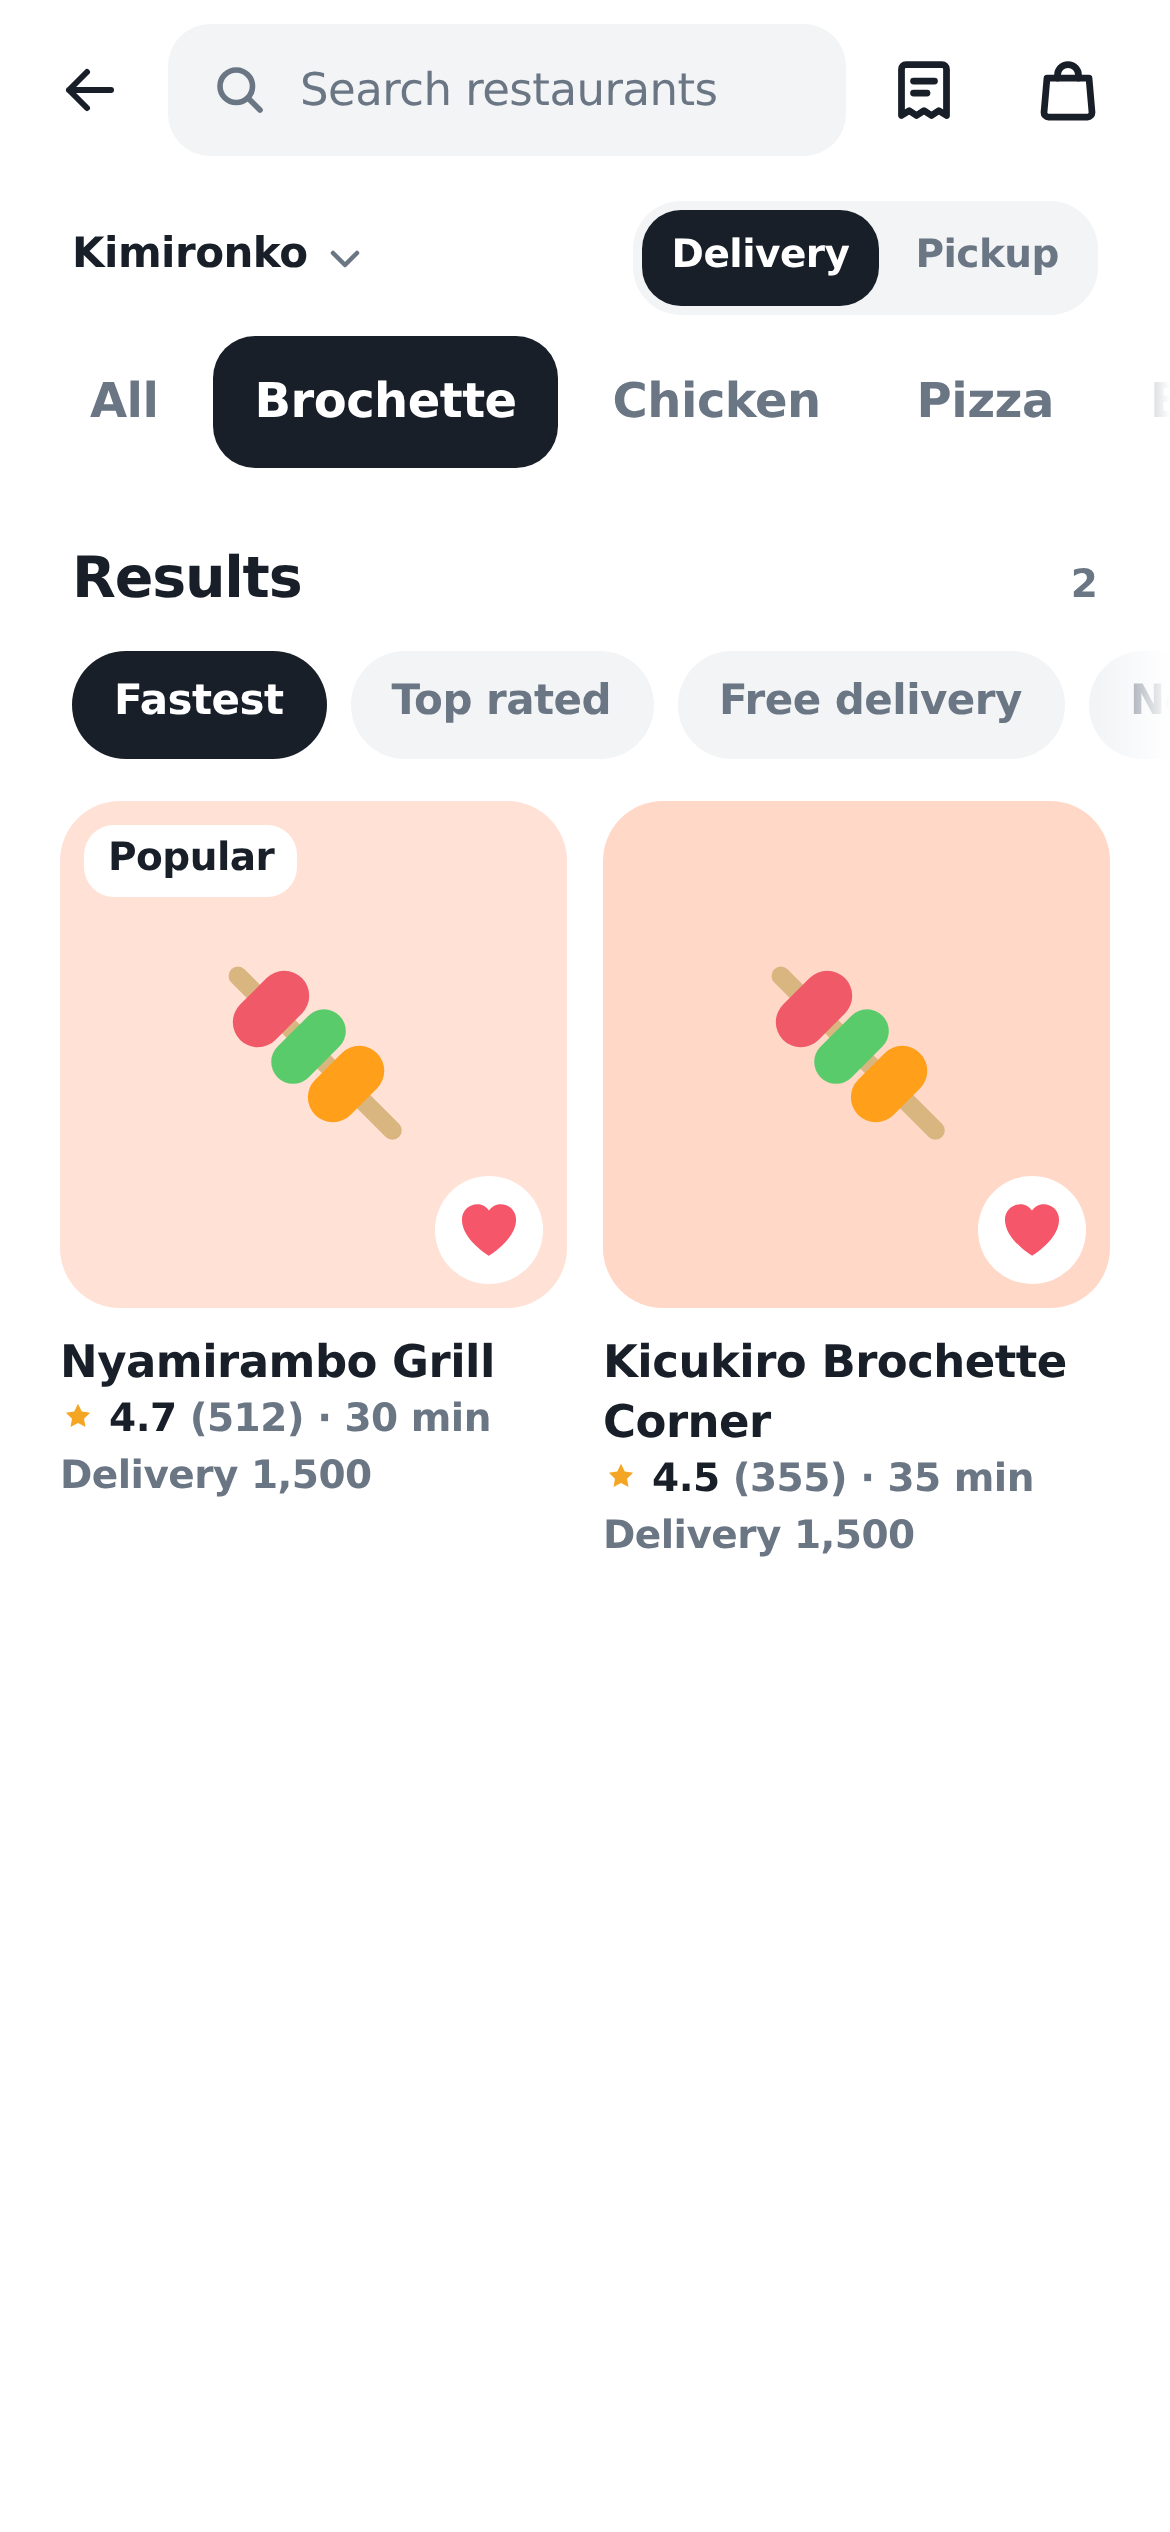 Search restaurants
Kimironko
Delivery Pickup
All Brochette Chicken Pizza
Results 2
Fastest Top rated Free delivery
Popular
Nyamirambo Grill
4.7 (512) · 30 min
Delivery 1,500
Kicukiro Brochette
Corner
4.5 (355) · 35 min
Delivery 1,500